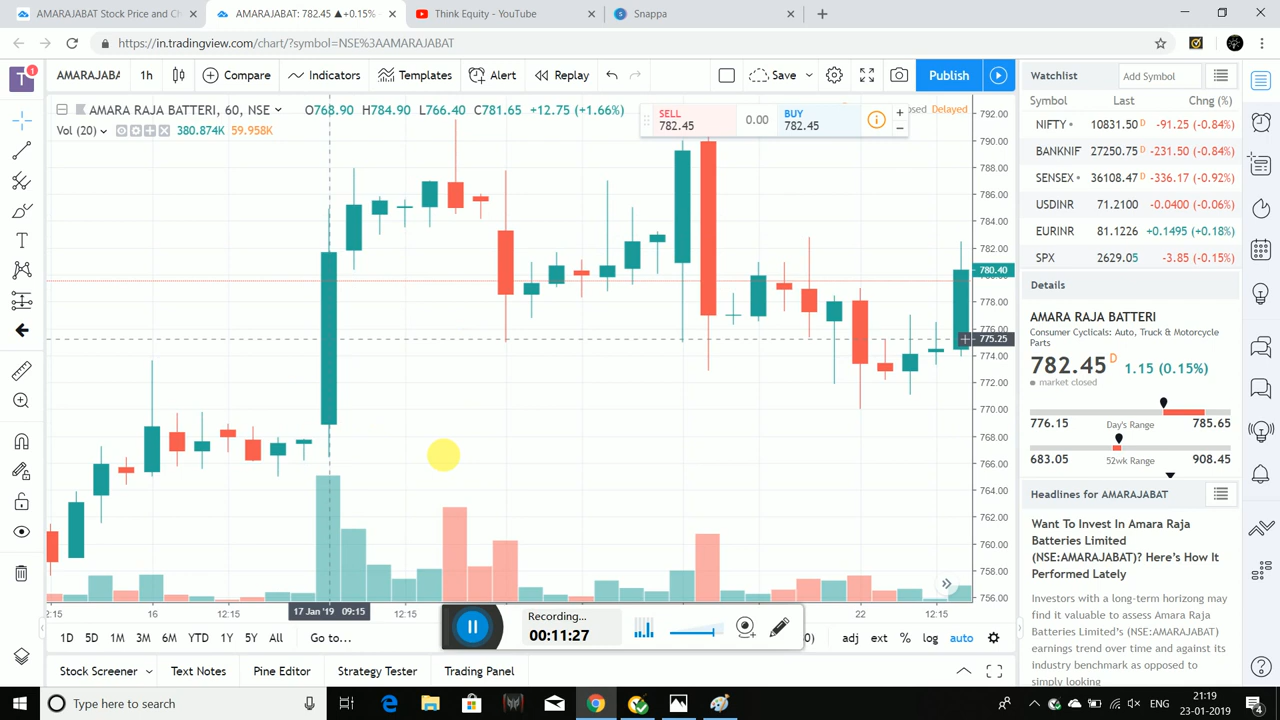 AMARAJABAT Stock Price and Ch
AMARAJABAT: 782.45 ▲+0.15%
Think Equity - YouTube
Snappa
https://in.tradingview.com/chart/?symbol=NSE%3AAMARAJABAT
T
1
AMARAJABA
1h
Compare
Indicators
Templates
Alert
Replay
Save
Publish
AMARA RAJA BATTERI, 60, NSE
O768.90 H784.90 L766.40 C781.65 +12.75 (+1.66%)
Vol (20)
380.874K 59.958K
SELL
782.45
0.00
BUY
782.45
osed
Delayed
792.00
790.00
788.00
786.00
784.00
782.00
780.40
778.00
776.00
775.25
774.00
772.00
770.00
768.00
766.00
764.00
762.00
760.00
758.00
756.00
Watchlist
Add Symbol
Symbol Last Chng (%)
NIFTY 10831.50 D -91.25 (-0.84%)
BANKNIF 27250.75 D -231.50 (-0.84%)
SENSEX 36108.47 D -336.17 (-0.92%)
USDINR 71.2100 -0.0400 (-0.06%)
EURINR 81.1226 +0.1495 (+0.18%)
SPX 2629.05 -3.85 (-0.15%)
Details
AMARA RAJA BATTERI
Consumer Cyclicals: Auto, Truck & Motorcycle
Parts
782.45 D 1.15 (0.15%)
market closed
776.15 Day's Range 785.65
683.05 52wk Range 908.45
Headlines for AMARAJABAT
Want To Invest In Amara Raja
Batteries Limited
(NSE:AMARAJABAT)? Here's How It
Performed Lately
Investors with a long-term horizong may
find it valuable to assess Amara Raja
Batteries Limited's (NSE:AMARAJABAT)
earnings trend over time and against its
industry benchmark as opposed to
simply looking
2:15
16
12:15
17 Jan '19 09:15
12:15
22
12:15
Recording...
00:11:27
1D 5D 1M 3M 6M YTD 1Y 5Y All Go to...
0)
adj ext % log auto
Stock Screener
Text Notes
Pine Editor
Strategy Tester
Trading Panel
Type here to search
ENG
21:19
23-01-2019
4